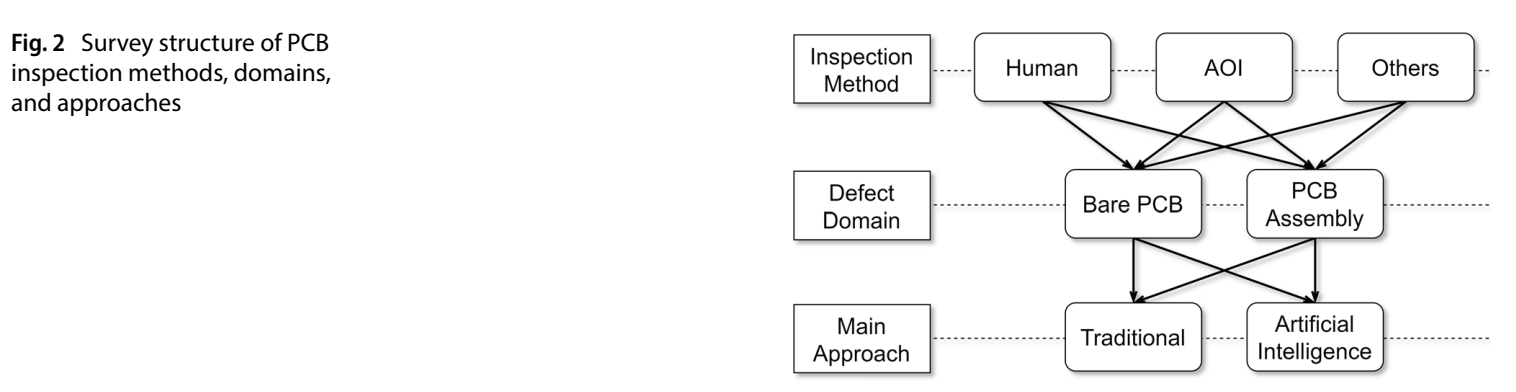 Fig. 2 Survey structure of PCB
inspection methods, domains,
and approaches
Inspection
Method
Human
AOI
Others
Defect
Domain
Bare PCB
PCB
Assembly
Main
Approach
Traditional
Artificial
Intelligence